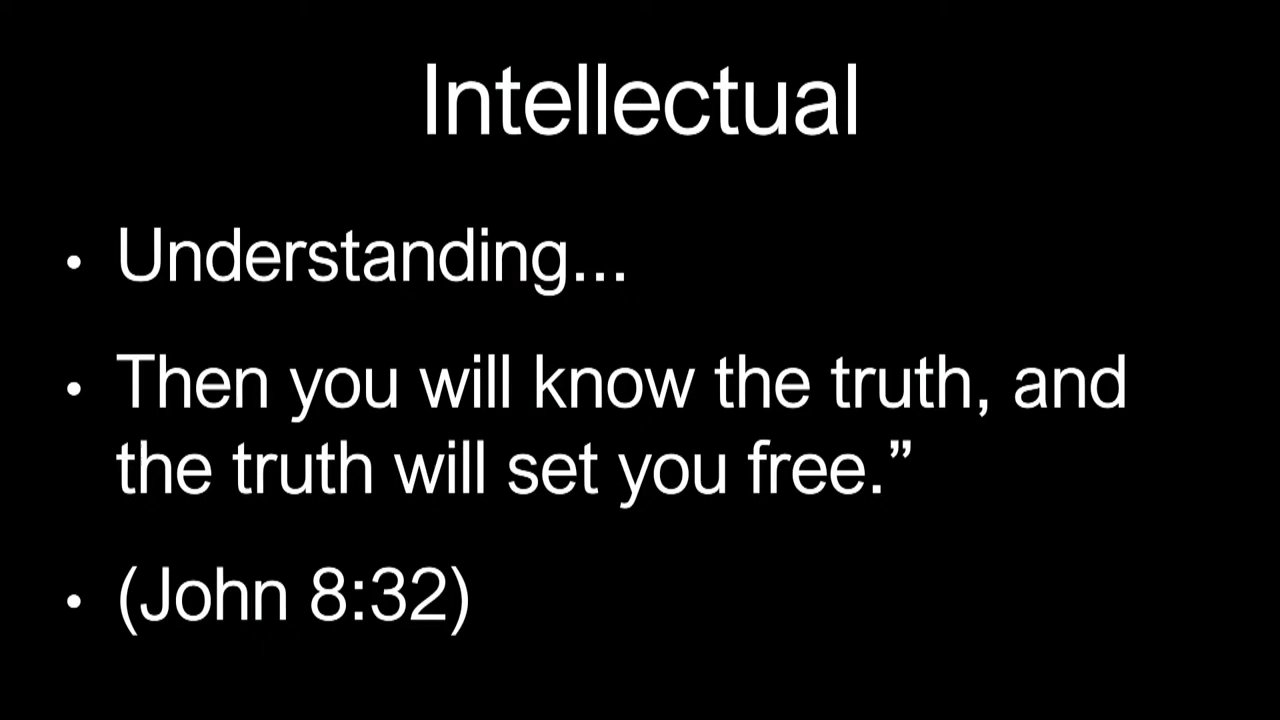 Intellectual
• Understanding...
• Then you will know the truth, and
the truth will set you free.”
• (John 8:32)